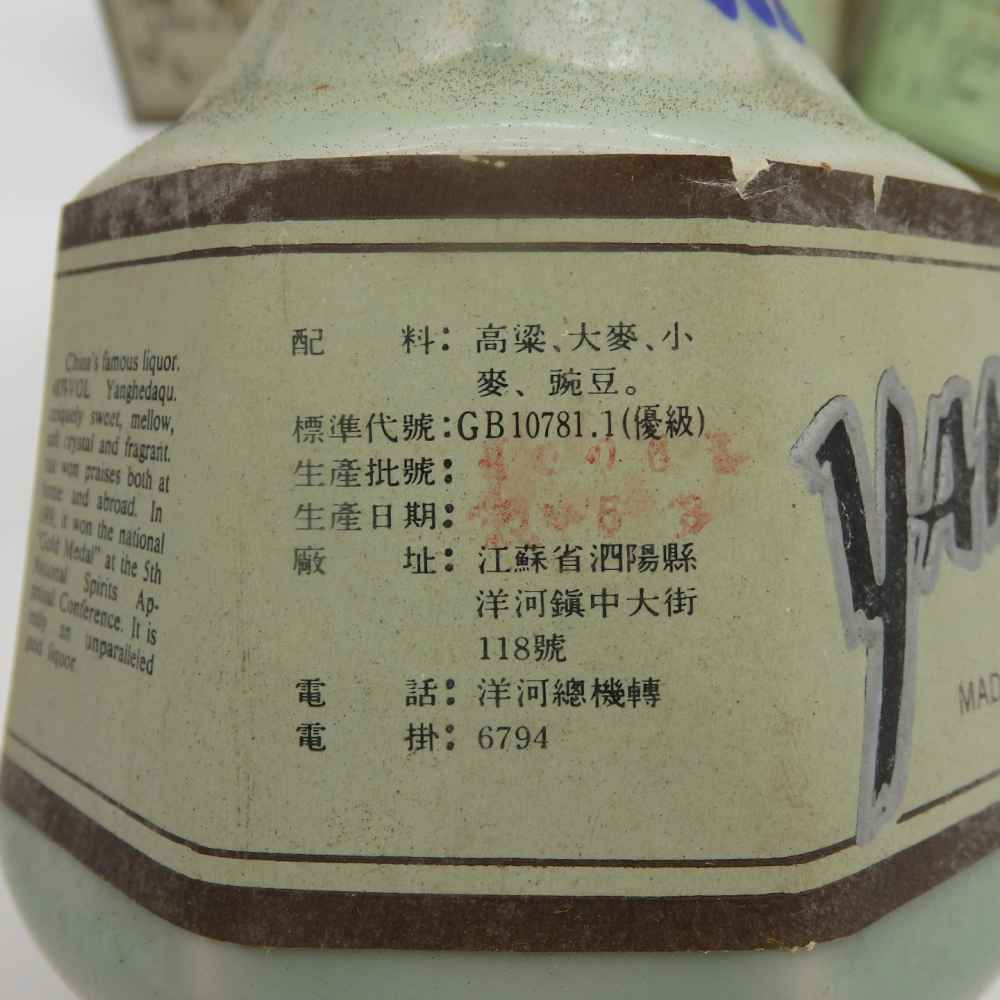 China's famous liquor.
VOL Yanghedaqu.
sweet, mellow,
crystal and fragrant.
won praises both at
and abroad. In
it won the national
"Gold Medal" at the 5th
National Spirits Ap-
Conference. It is
an unparalleled
good liquor
配 料：高粱、大麥、小
麥、豌豆。
標準代號：GB10781.1(優級)
生產批號：
生產日期：
廠 址：江蘇省泗陽縣
洋河鎮中大街
118號
電 話：洋河總機轉
電 掛：6794